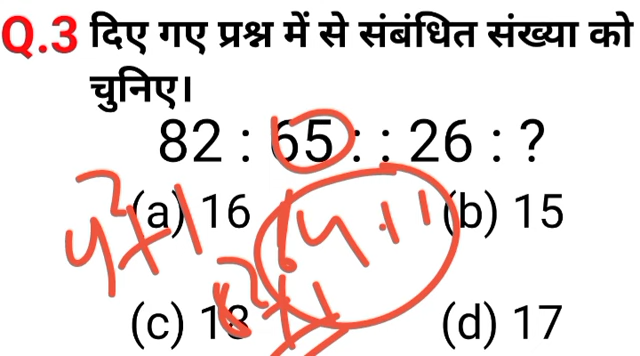 Q.3 दिए गए प्रश्न में से संबंधित संख्या को
चुनिए।
82 : 65 : : 26 : ?
(a) 16 (b) 15
(c) 18 (d) 17